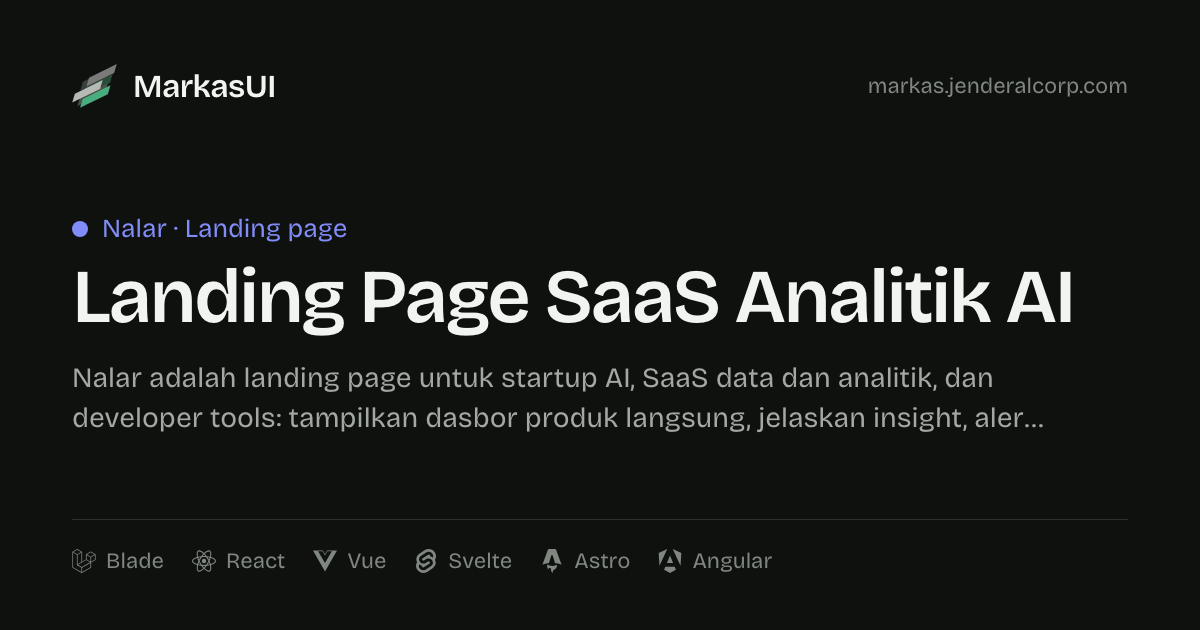 MarkasUI
markas.jenderalcorp.com
Nalar · Landing page
Landing Page SaaS Analitik AI
Nalar adalah landing page untuk startup AI, SaaS data dan analitik, dan
developer tools: tampilkan dasbor produk langsung, jelaskan insight, aler...
Blade React Vue Svelte Astro Angular